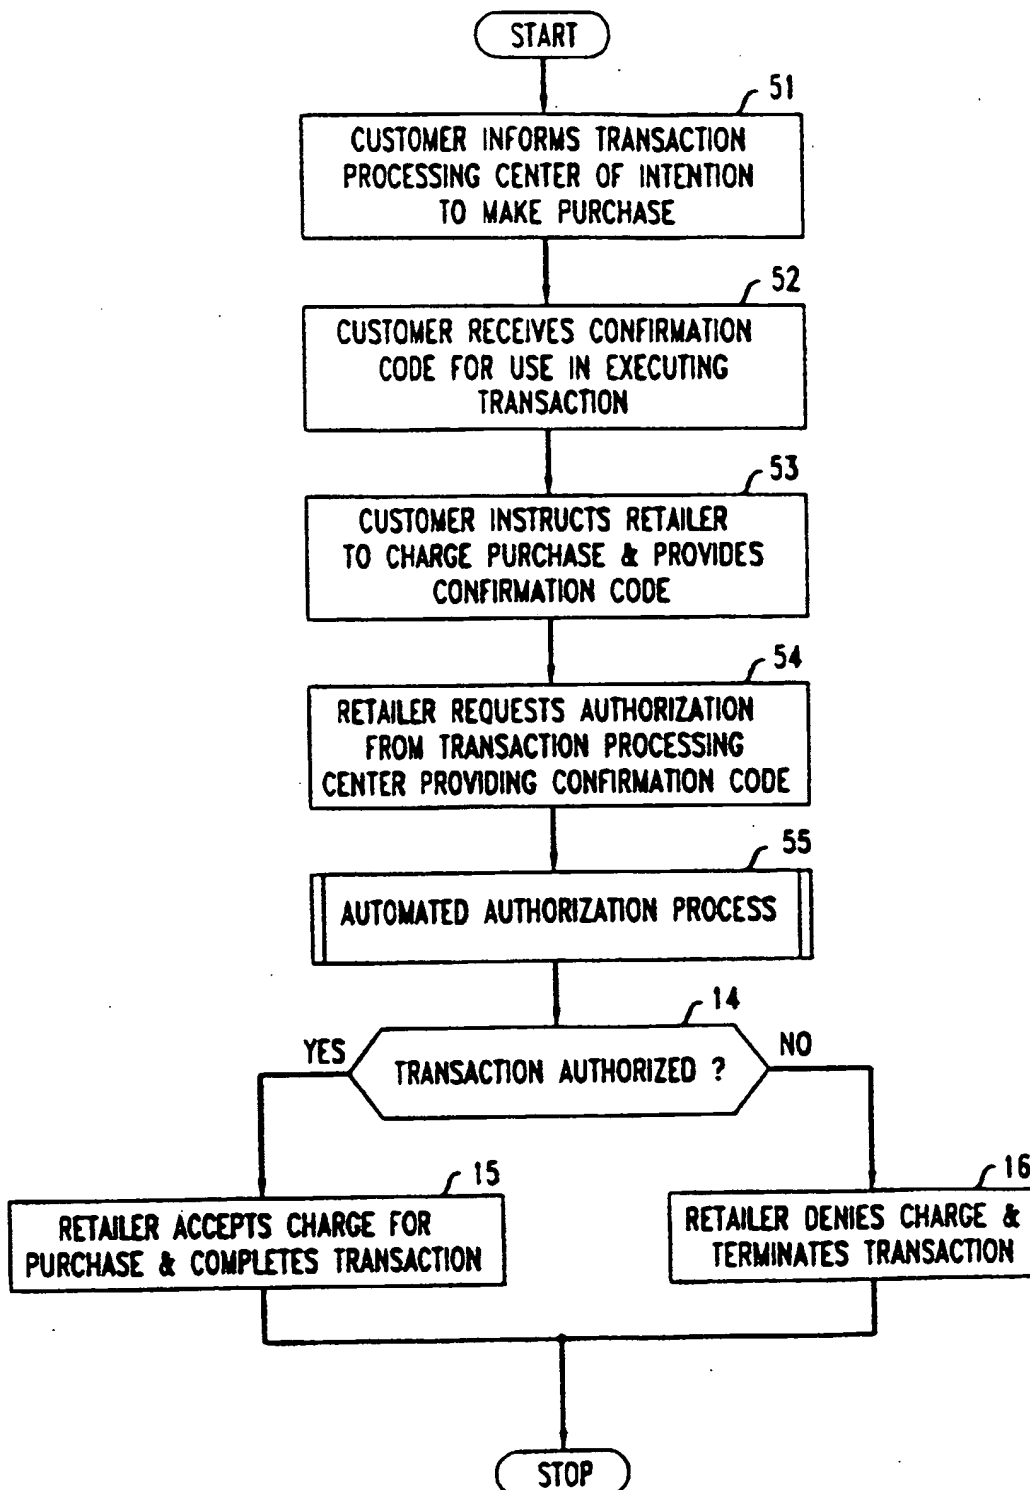 START
51
CUSTOMER INFORMS TRANSACTION
PROCESSING CENTER OF INTENTION
TO MAKE PURCHASE
52
CUSTOMER RECEIVES CONFIRMATION
CODE FOR USE IN EXECUTING
TRANSACTION
53
CUSTOMER INSTRUCTS RETAILER
TO CHARGE PURCHASE & PROVIDES
CONFIRMATION CODE
54
RETAILER REQUESTS AUTHORIZATION
FROM TRANSACTION PROCESSING
CENTER PROVIDING CONFIRMATION CODE
55
AUTOMATED AUTHORIZATION PROCESS
14
YES
TRANSACTION AUTHORIZED ?
NO
15
RETAILER ACCEPTS CHARGE FOR
PURCHASE & COMPLETES TRANSACTION
16
RETAILER DENIES CHARGE &
TERMINATES TRANSACTION
STOP